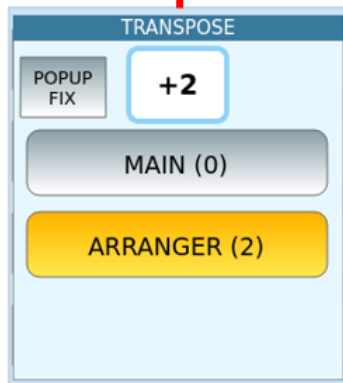 TRANSPOSE
POPUP
FIX
+2
MAIN (0)
ARRANGER (2)